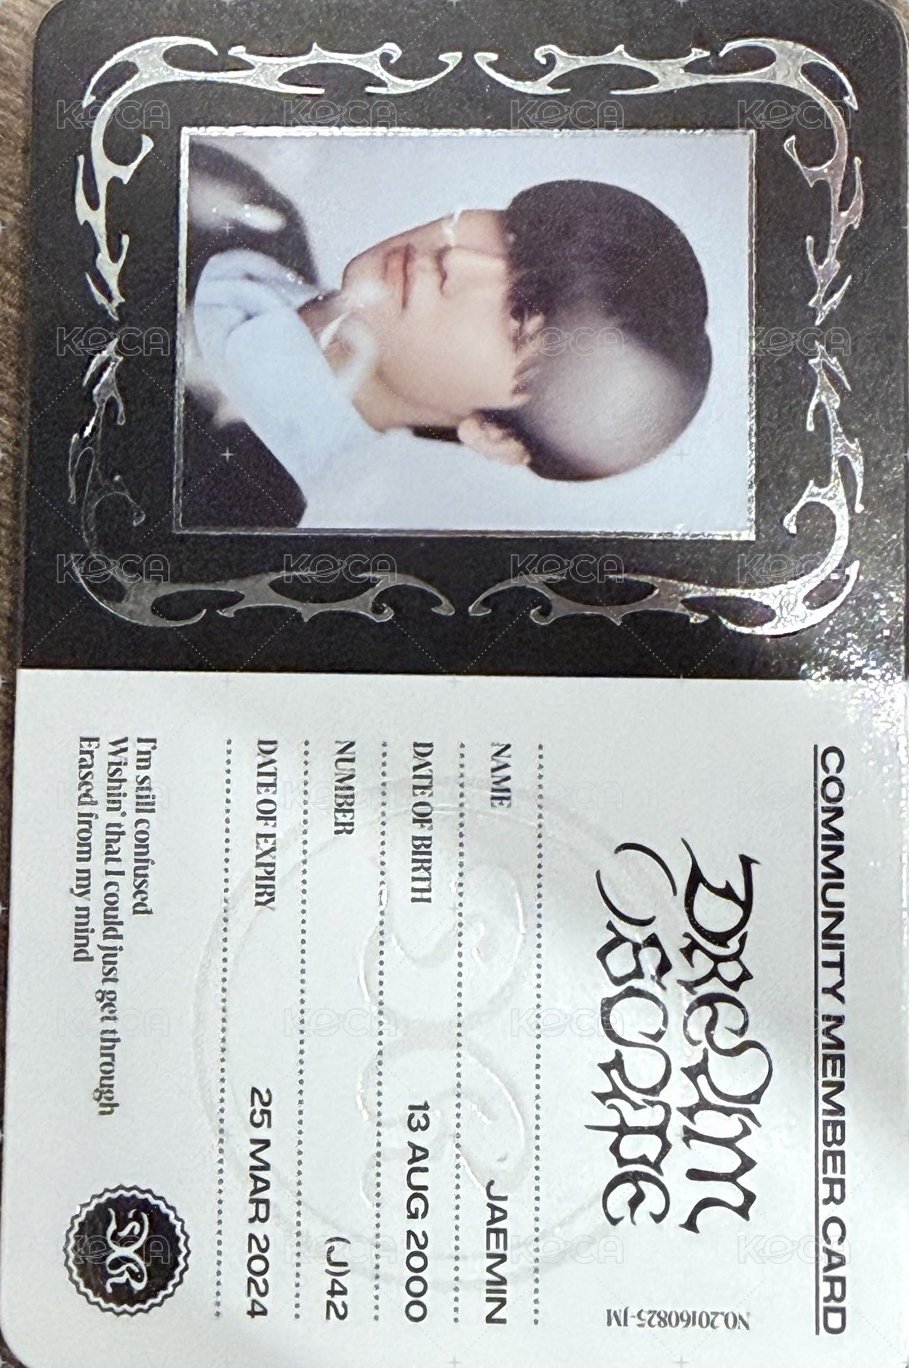 COMMUNITY MEMBER CARD
DREAM
( )SCAPE
NO.20160825-JM
NAME JAEMIN
DATE OF BIRTH 13 AUG 2000
NUMBER (J)42
DATE OF EXPIRY 25 MAR 2024
I'm still confused
Wishin' that I could just get through
Erased from my mind
KOCA